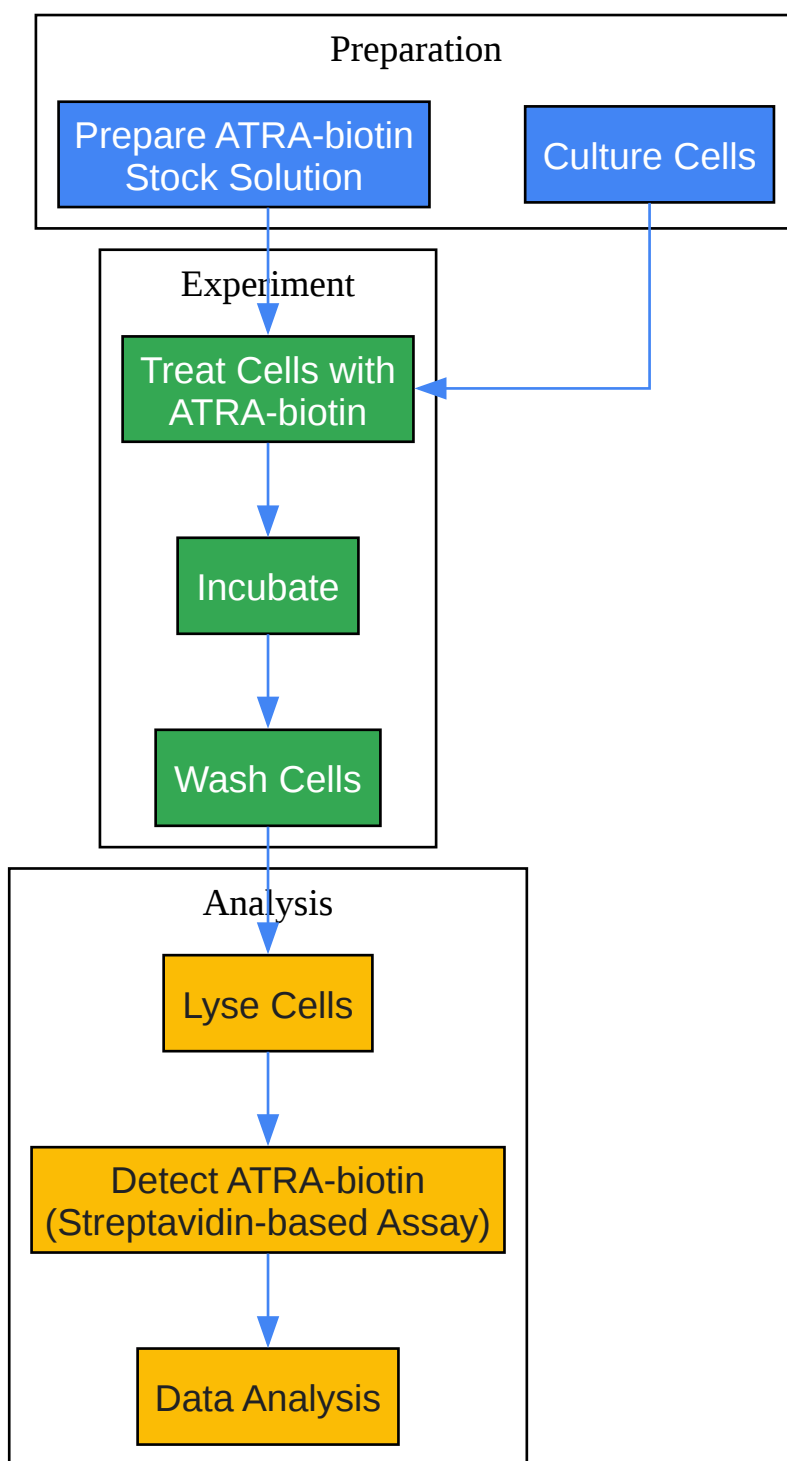 Preparation
Prepare ATRA-biotin
Stock Solution
Culture Cells
Experiment
Treat Cells with
ATRA-biotin
Incubate
Wash Cells
Analysis
Lyse Cells
Detect ATRA-biotin
(Streptavidin-based Assay)
Data Analysis